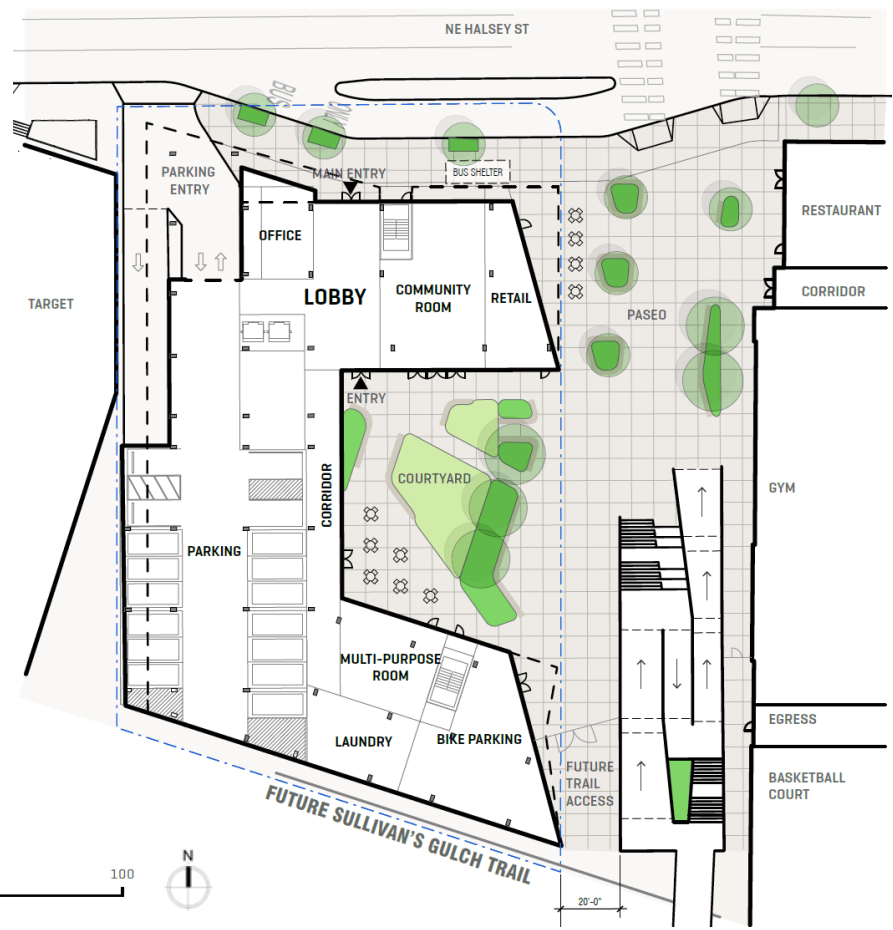 NE HALSEY ST
BUS
ONLY
PARKING
ENTRY
MAIN ENTRY
BUS SHELTER
RESTAURANT
OFFICE
LOBBY
COMMUNITY
ROOM
RETAIL
CORRIDOR
TARGET
PASEO
ENTRY
COURTYARD
CORRIDOR
GYM
PARKING
MULTI-PURPOSE
ROOM
LAUNDRY
BIKE PARKING
EGRESS
FUTURE
TRAIL
ACCESS
BASKETBALL
COURT
FUTURE SULLIVAN'S GULCH TRAIL
N
100
20'-0"